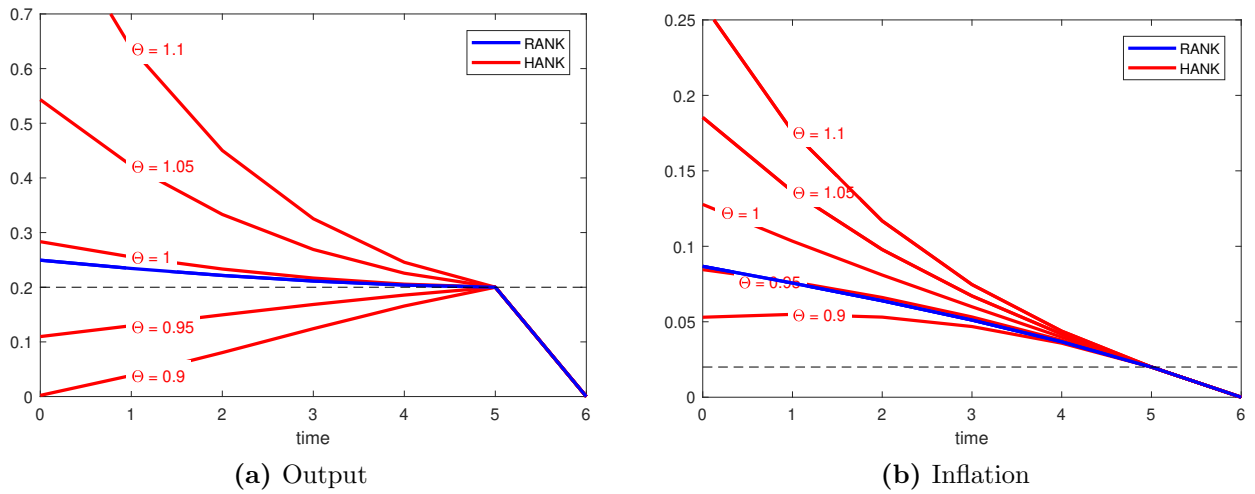 0.7
0.6
0.5
0.4
0.3
0.2
0.1
0
0 1 2 3 4 5 6
time
RANK
HANK
Θ = 1.1
Θ = 1.05
Θ = 1
Θ = 0.95
Θ = 0.9
(a) Output
0.25
0.2
0.15
0.1
0.05
0
0 1 2 3 4 5 6
time
RANK
HANK
Θ = 1.1
Θ = 1.05
Θ = 1
Θ = 0.95
Θ = 0.9
(b) Inflation